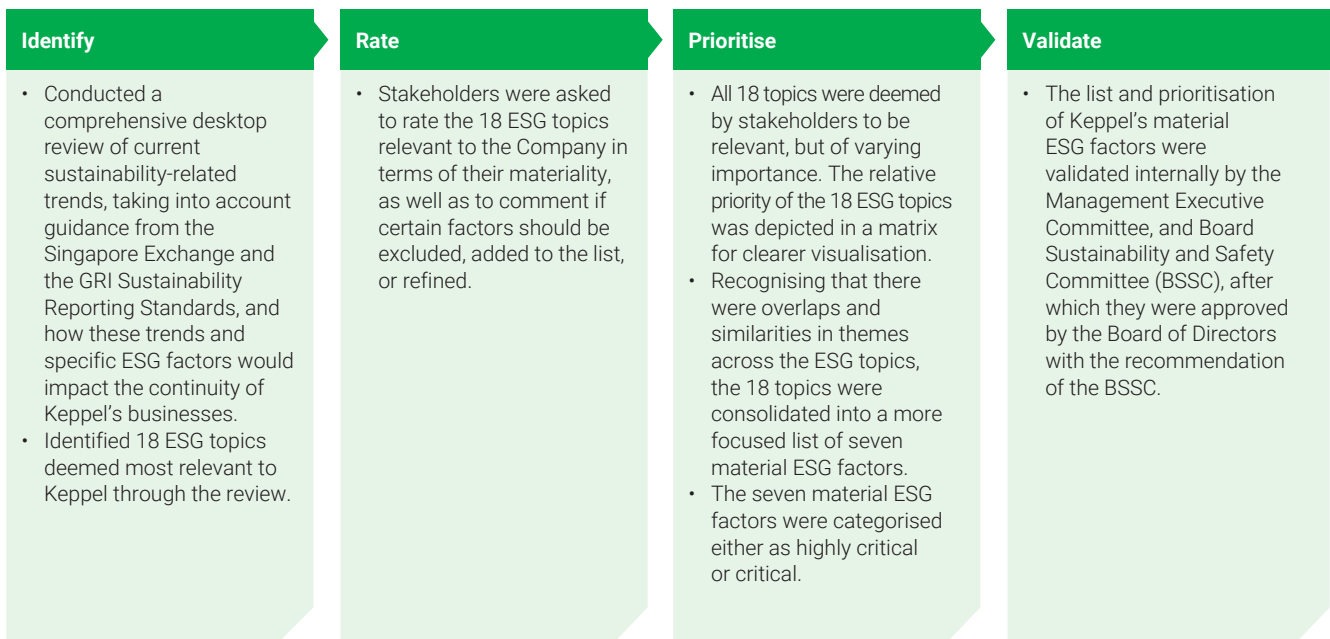 Identify
• Conducted a
comprehensive desktop
review of current
sustainability-related
trends, taking into account
guidance from the
Singapore Exchange and
the GRI Sustainability
Reporting Standards, and
how these trends and
specific ESG factors would
impact the continuity of
Keppel's businesses.
• Identified 18 ESG topics
deemed most relevant to
Keppel through the review.
Rate
• Stakeholders were asked
to rate the 18 ESG topics
relevant to the Company in
terms of their materiality,
as well as to comment if
certain factors should be
excluded, added to the list,
or refined.
Prioritise
• All 18 topics were deemed
by stakeholders to be
relevant, but of varying
importance. The relative
priority of the 18 ESG topics
was depicted in a matrix
for clearer visualisation.
• Recognising that there
were overlaps and
similarities in themes
across the ESG topics,
the 18 topics were
consolidated into a more
focused list of seven
material ESG factors.
• The seven material ESG
factors were categorised
either as highly critical
or critical.
Validate
• The list and prioritisation
of Keppel's material
ESG factors were
validated internally by the
Management Executive
Committee, and Board
Sustainability and Safety
Committee (BSSC), after
which they were approved
by the Board of Directors
with the recommendation
of the BSSC.